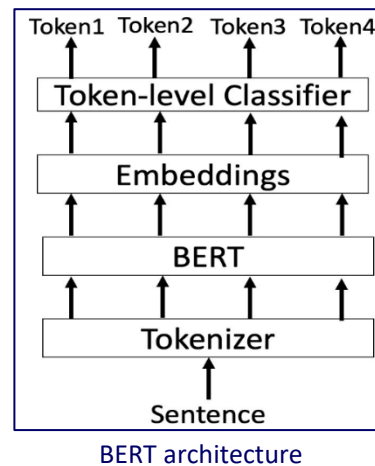 Token1 Token2 Token3 Token4
Token-level Classifier
Embeddings
BERT
Tokenizer
Sentence
BERT architecture